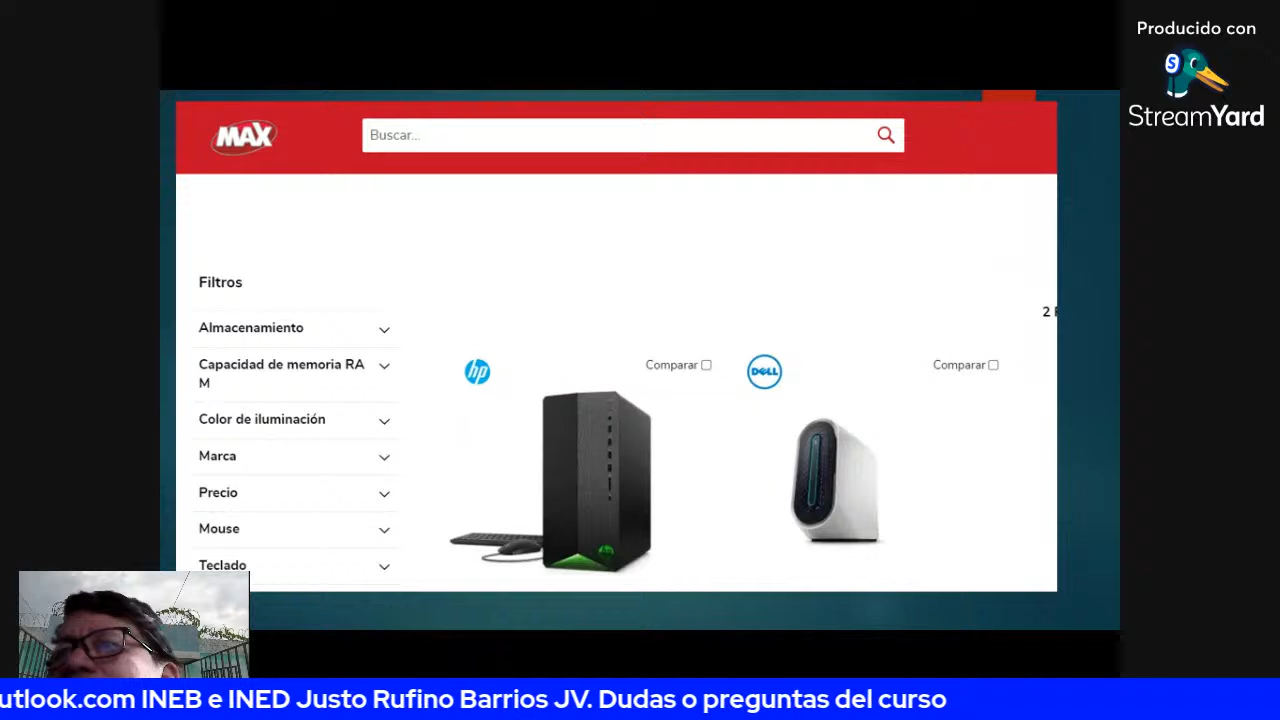 Producido con
StreamYard
MAX
Buscar...
Filtros
2
Almacenamiento
Capacidad de memoria RA
M
hp
Comparar
DELL
Comparar
Color de iluminación
Marca
Precio
Mouse
Teclado
utlook.com INEB e INED Justo Rufino Barrios JV. Dudas o preguntas del curso